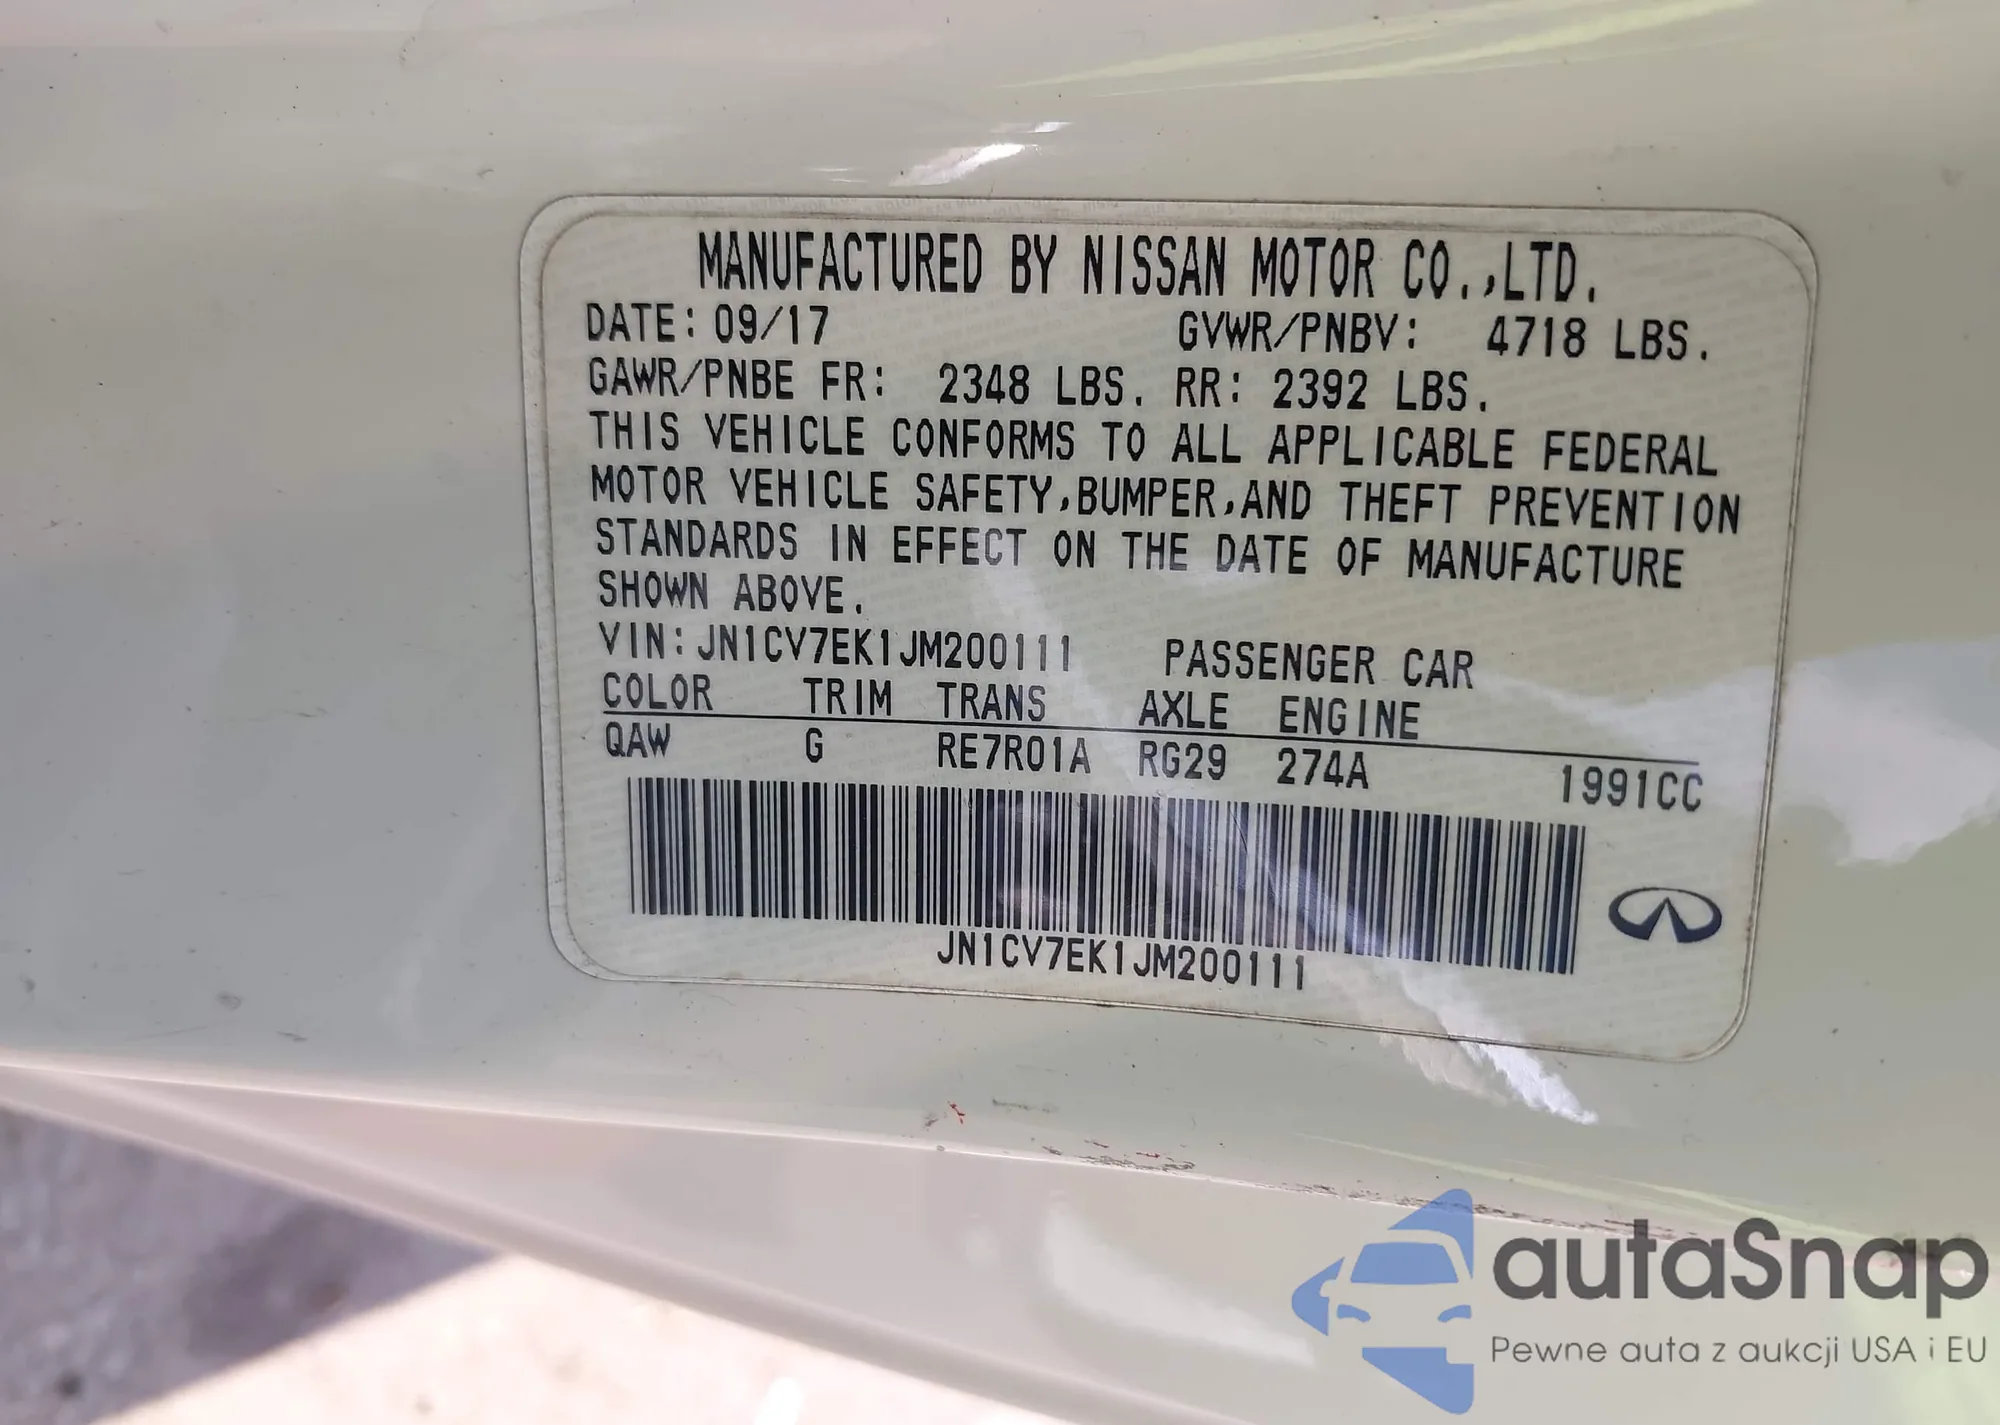 MANUFACTURED BY NISSAN MOTOR CO.,LTD.
DATE: 09/17 GVWR/PNBV: 4718 LBS.
GAWR/PNBE FR: 2348 LBS. RR: 2392 LBS.
THIS VEHICLE CONFORMS TO ALL APPLICABLE FEDERAL
MOTOR VEHICLE SAFETY,BUMPER,AND THEFT PREVENTION
STANDARDS IN EFFECT ON THE DATE OF MANUFACTURE
SHOWN ABOVE.
VIN:JN1CV7EK1JM200111 PASSENGER CAR
COLOR TRIM TRANS AXLE ENGINE
QAW G RE7R01A RG29 274A 1991CC
JN1CV7EK1JM200111
autaSnap
Pewne auta z aukcji USA i EU